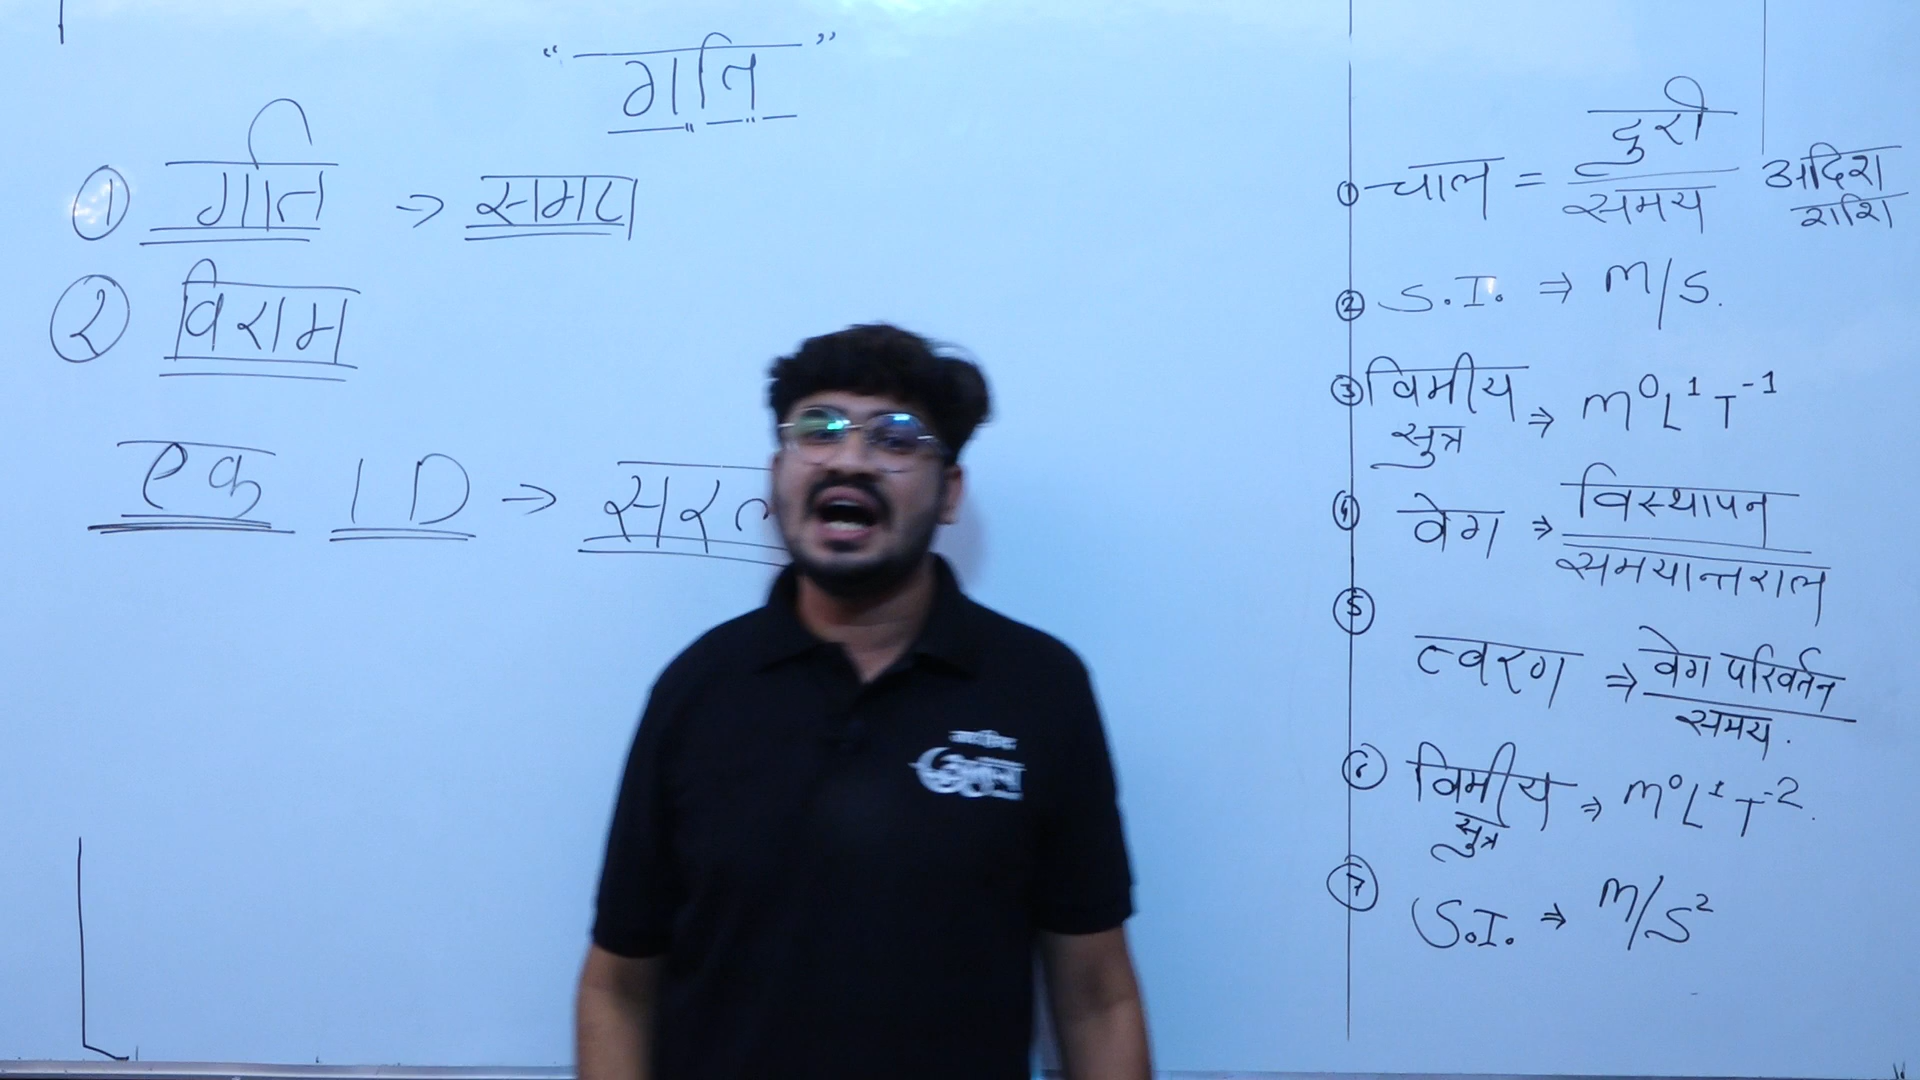 “ गति ”
① गति → समय
② विराम
एक 1D → सरल
① चाल = दुरी / समय अदिश राशि
② S.I. ⇒ m/s.
③ विमीय सुत्र ⇒ M⁰L¹T⁻¹
④ वेग ⇒ विस्थापन / समयान्तराल
⑤ त्वरण ⇒ वेग परिवर्तन / समय.
⑥ विमीय सुत्र ⇒ M⁰L¹T⁻².
⑦ S.I. ⇒ m/s²